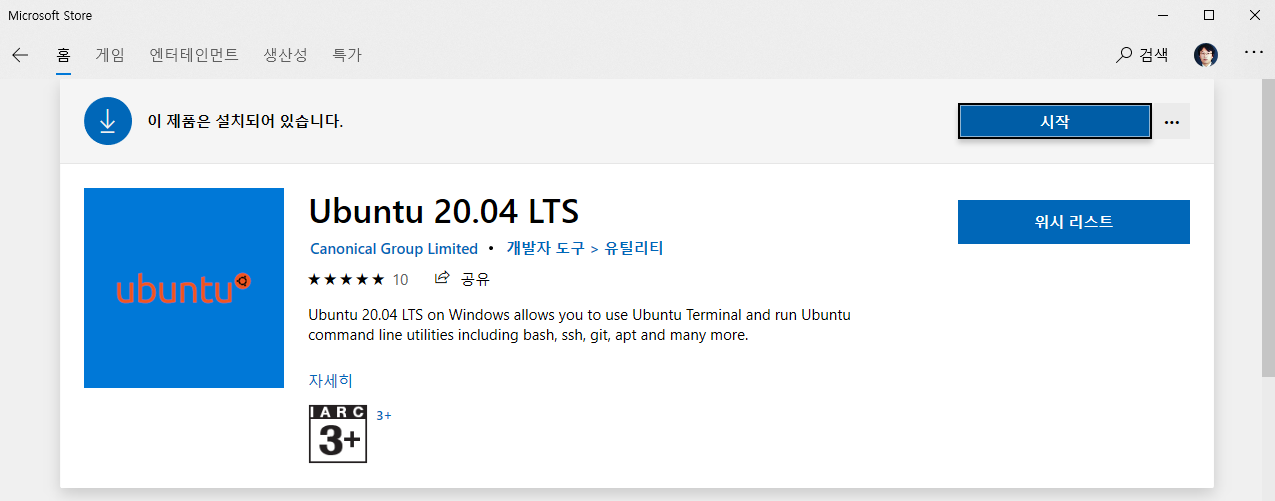 Microsoft Store
홈 게임 엔터테인먼트 생산성 특가 검색
이 제품은 설치되어 있습니다. 시작
ubuntu
Ubuntu 20.04 LTS
위시 리스트
Canonical Group Limited • 개발자 도구 > 유틸리티
★★★★★ 10 공유
Ubuntu 20.04 LTS on Windows allows you to use Ubuntu Terminal and run Ubuntu
command line utilities including bash, ssh, git, apt and many more.
자세히
IARC
3+
3+